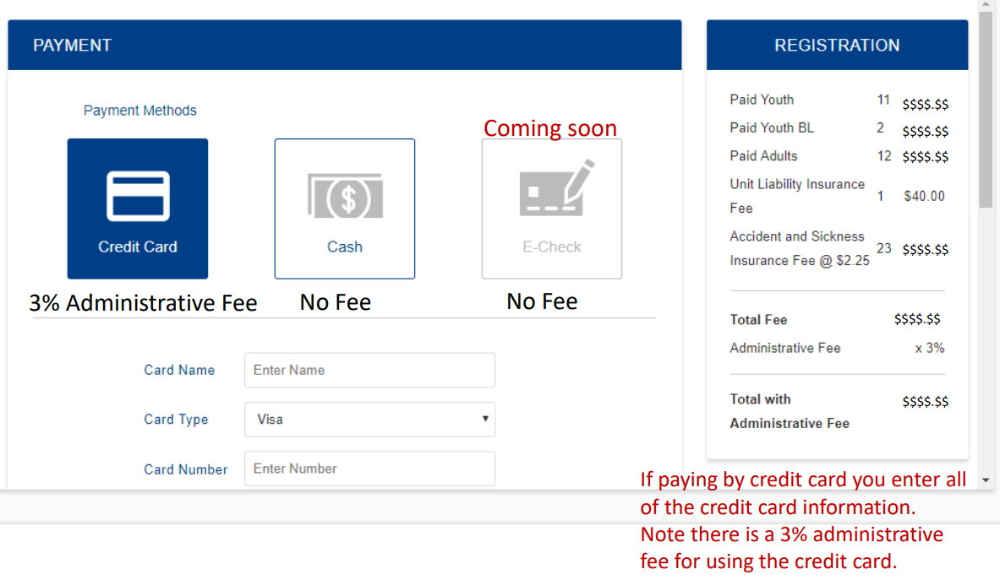 PAYMENT
Payment Methods
Coming soon
Credit Card
Cash
E-Check
3% Administrative Fee
No Fee
No Fee
Card Name
Enter Name
Card Type
Visa
Card Number
Enter Number
REGISTRATION
Paid Youth 11 $$$$.$$
Paid Youth BL 2 $$$$.$$
Paid Adults 12 $$$$.$$
Unit Liability Insurance
Fee 1 $40.00
Accident and Sickness
Insurance Fee @ $2.25 23 $$$$.$$
Total Fee $$$$.$$
Administrative Fee x 3%
Total with $$$$.$$
Administrative Fee
If paying by credit card you enter all
of the credit card information.
Note there is a 3% administrative
fee for using the credit card.